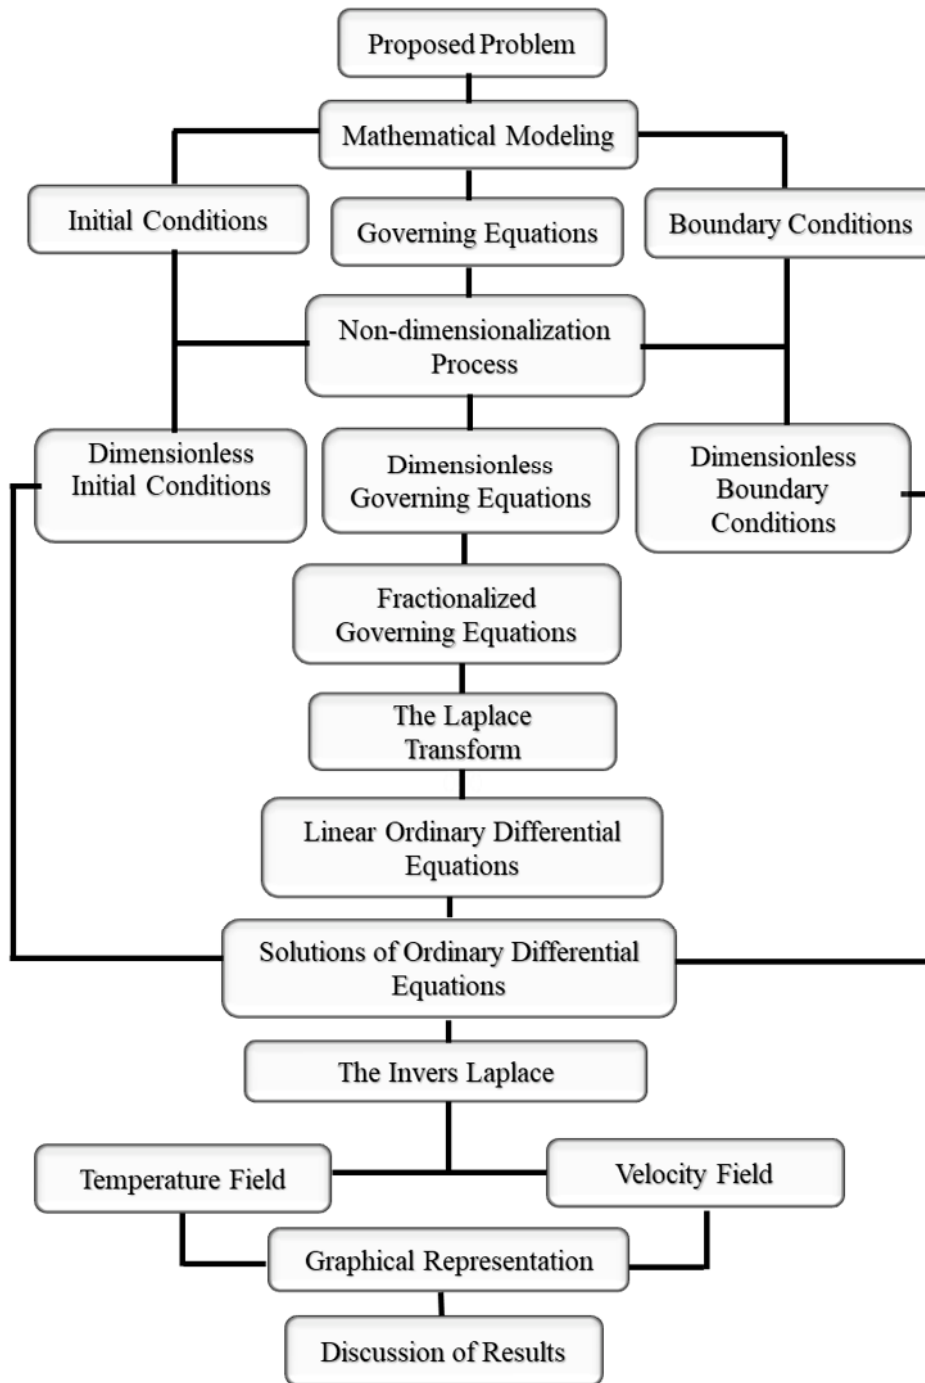 Proposed Problem
Mathematical Modeling
Initial Conditions
Governing Equations
Boundary Conditions
Non-dimensionalization
Process
Dimensionless
Initial Conditions
Dimensionless
Governing Equations
Dimensionless
Boundary
Conditions
Fractionalized
Governing Equations
The Laplace
Transform
Linear Ordinary Differential
Equations
Solutions of Ordinary Differential
Equations
The Invers Laplace
Temperature Field
Velocity Field
Graphical Representation
Discussion of Results